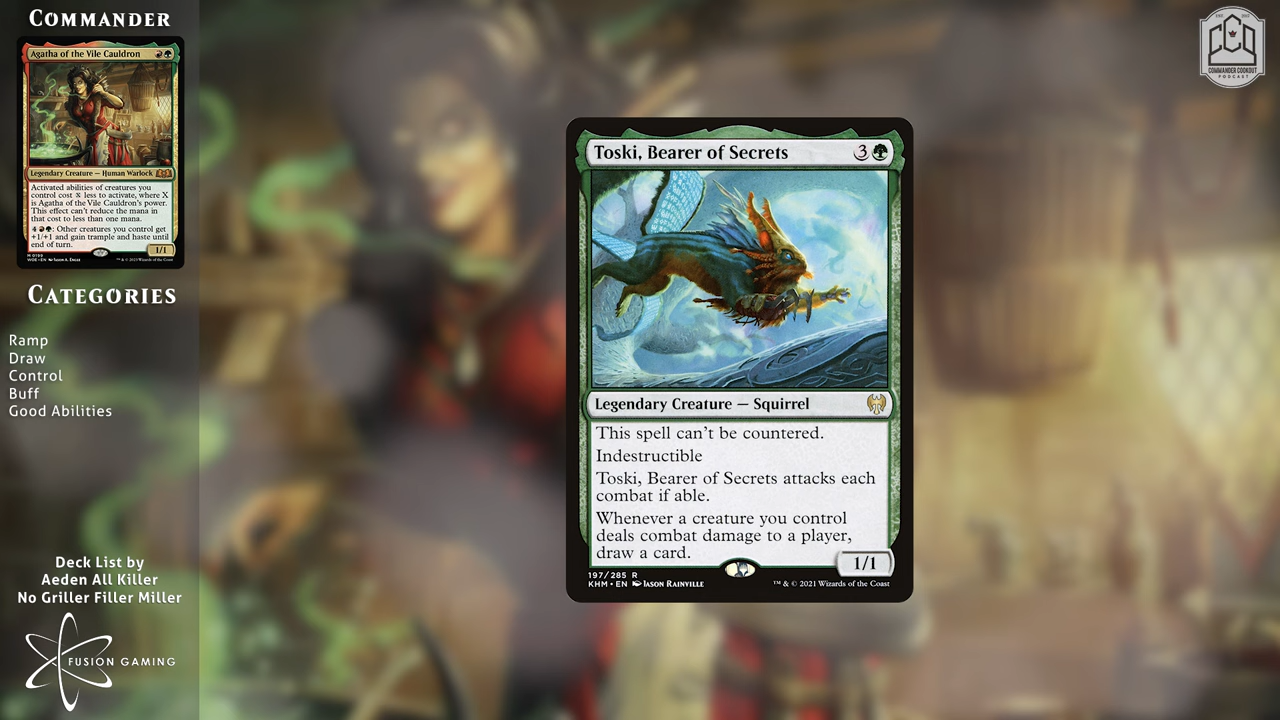 Commander
Agatha of the Vile Cauldron
Legendary Creature — Human Warlock
Activated abilities of creatures you
control cost X less to activate, where X
is Agatha of the Vile Cauldron's power.
This effect can't reduce the mana in
that cost to less than one mana.
4 : Other creatures you control get
+1/+1 and gain trample and haste until
end of turn.
1/1
Categories
Ramp
Draw
Control
Buff
Good Abilities
Deck List by
Aeden All Killer
No Griller Filler Miller
FUSION GAMING
COMMANDER COOKOUT
PODCAST
Toski, Bearer of Secrets 3
Legendary Creature — Squirrel
This spell can't be countered.
Indestructible
Toski, Bearer of Secrets attacks each
combat if able.
Whenever a creature you control
deals combat damage to a player,
draw a card.
1/1
197/285 R
KHM • EN Jason Rainville
™ & © 2021 Wizards of the Coast